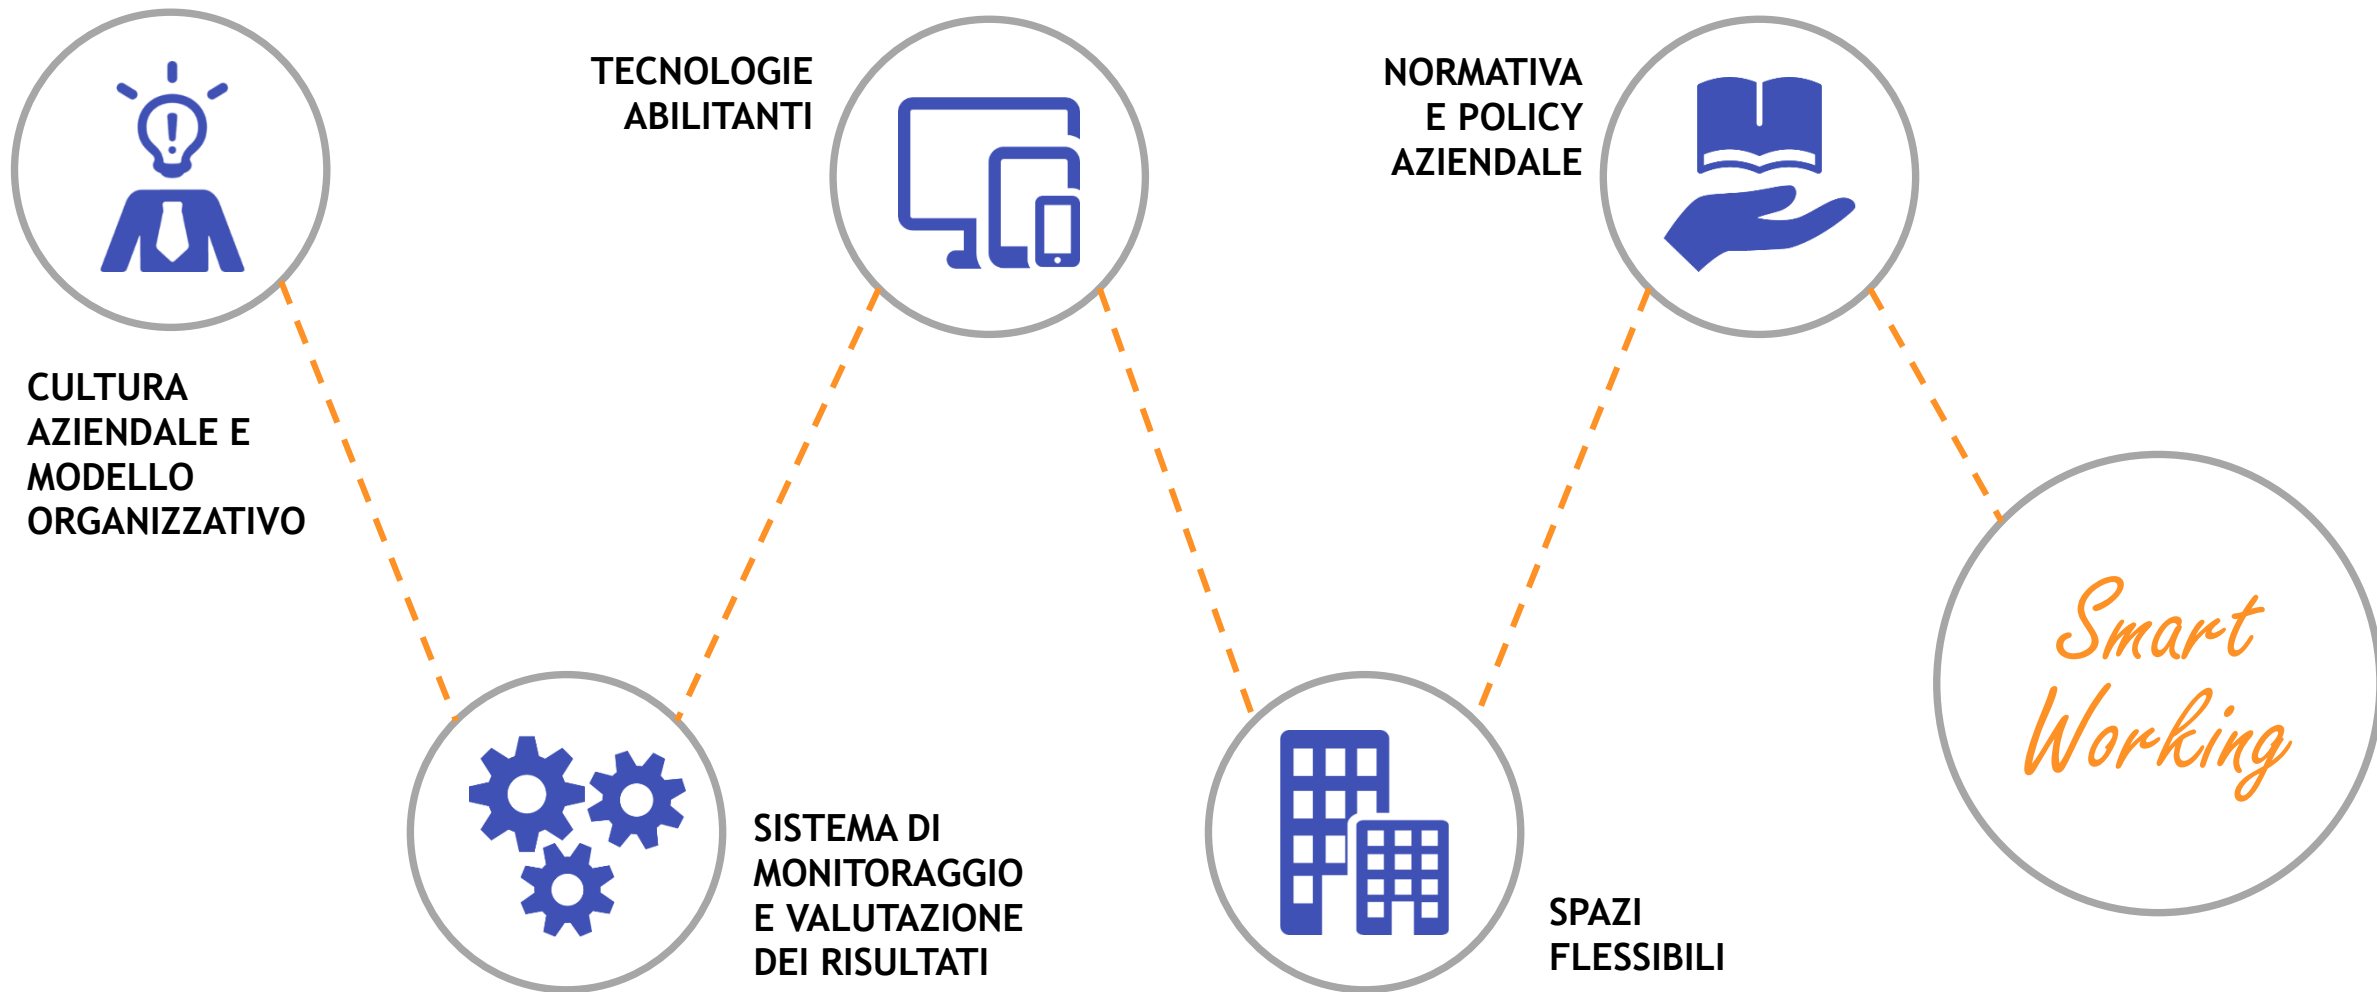 CULTURA
AZIENDALE E
MODELLO
ORGANIZZATIVO
SISTEMA DI
MONITORAGGIO
E VALUTAZIONE
DEI RISULTATI
TECNOLOGIE
ABILITANTI
SPAZI
FLESSIBILI
NORMATIVA
E POLICY
AZIENDALE
Smart
Working